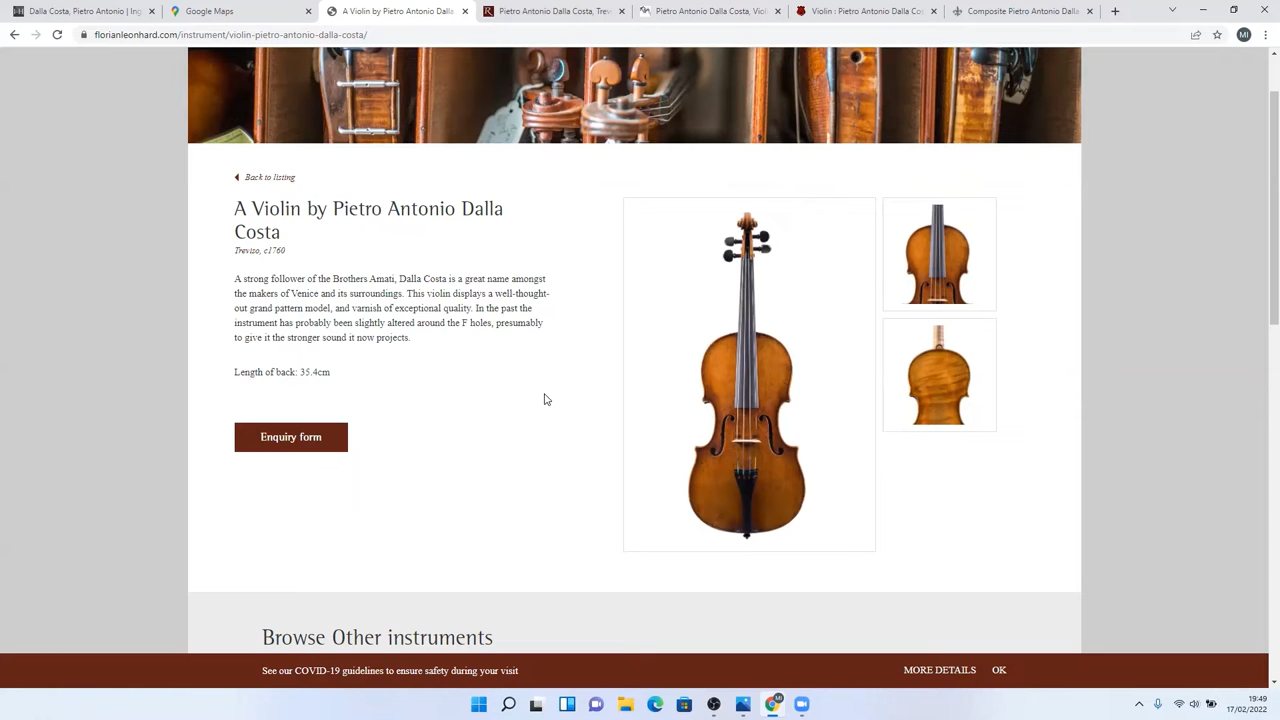 Dalla Costa, Pietro Antonio | Ing
Google Maps
A Violin by Pietro Antonio Dall
Pietro Antonio Dalla Costa, Trev
Pietro Antonio Dalla Costa, Violi
Violin : Pietro Antonio Dalla Co
Composite Pietro Antonio Dalla
florianleonhard.com/instrument/violin-pietro-antonio-dalla-costa/
MI
Back to listing
A Violin by Pietro Antonio Dalla
Costa
Treviso, c1760
A strong follower of the Brothers Amati, Dalla Costa is a great name amongst
the makers of Venice and its surroundings. This violin displays a well-thought-
out grand pattern model, and varnish of exceptional quality. In the past the
instrument has probably been slightly altered around the F holes, presumably
to give it the stronger sound it now projects.
Length of back: 35.4cm
Enquiry form
Browse Other instruments
See our COVID-19 guidelines to ensure safety during your visit
MORE DETAILS
OK
MI
19:49
17/02/2022